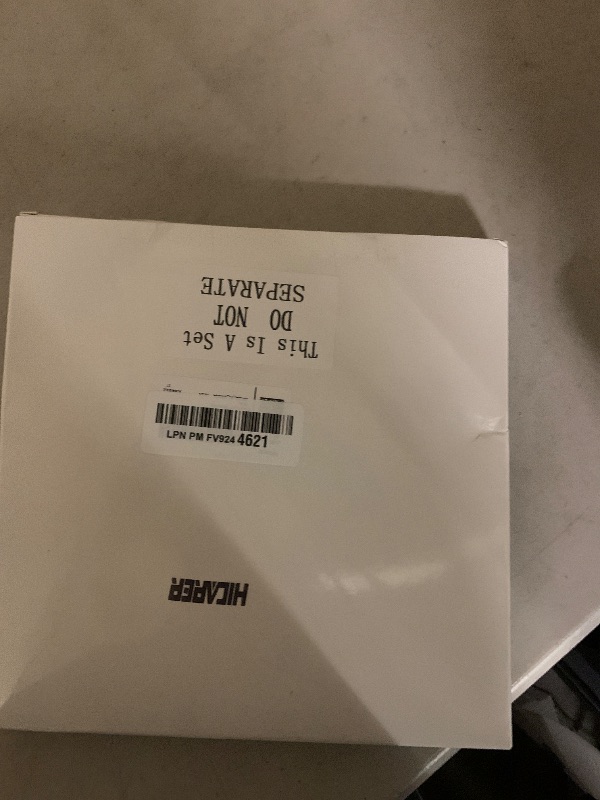 This Is A Set
DO NOT
SEPARATE
LPN PM FV924 4621
HICARER